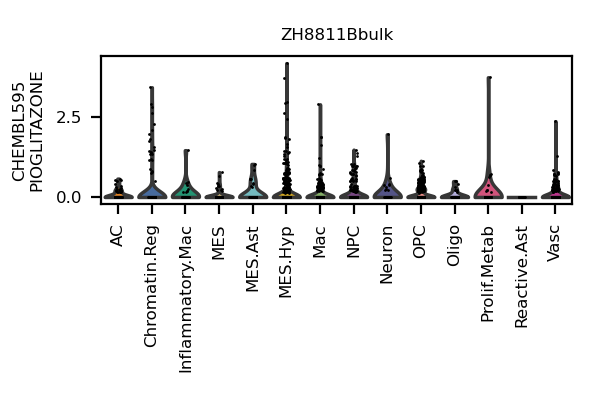 ZH8811Bbulk
CHEMBL595
PIOGLITAZONE
2.5
0.0
AC
Chromatin.Reg
Inflammatory.Mac
MES
MES.Ast
MES.Hyp
Mac
NPC
Neuron
OPC
Oligo
Prolif.Metab
Reactive.Ast
Vasc